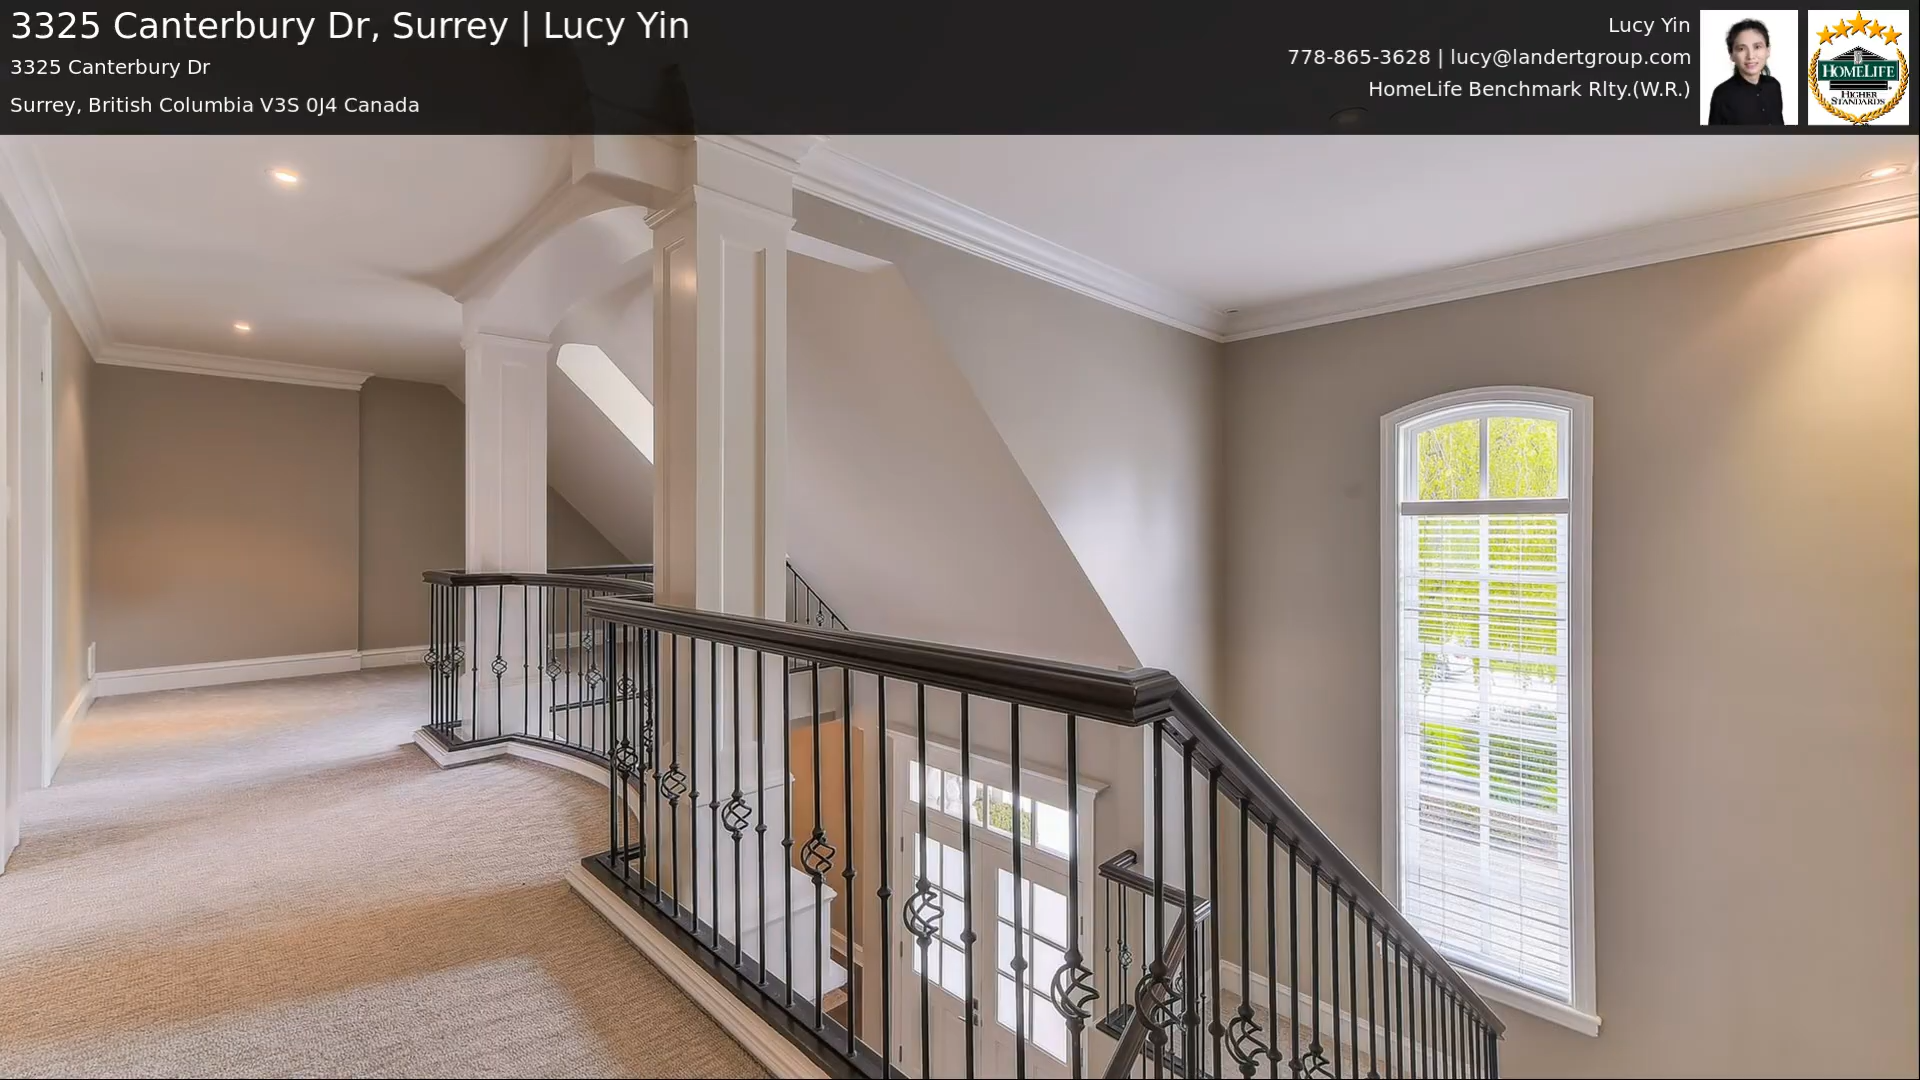 3325 Canterbury Dr, Surrey | Lucy Yin
3325 Canterbury Dr
Surrey, British Columbia V3S 0J4 Canada
Lucy Yin
778-865-3628 | lucy@landertgroup.com
HomeLife Benchmark Rlty.(W.R.)
HOMELIFE
HIGHER
STANDARDS